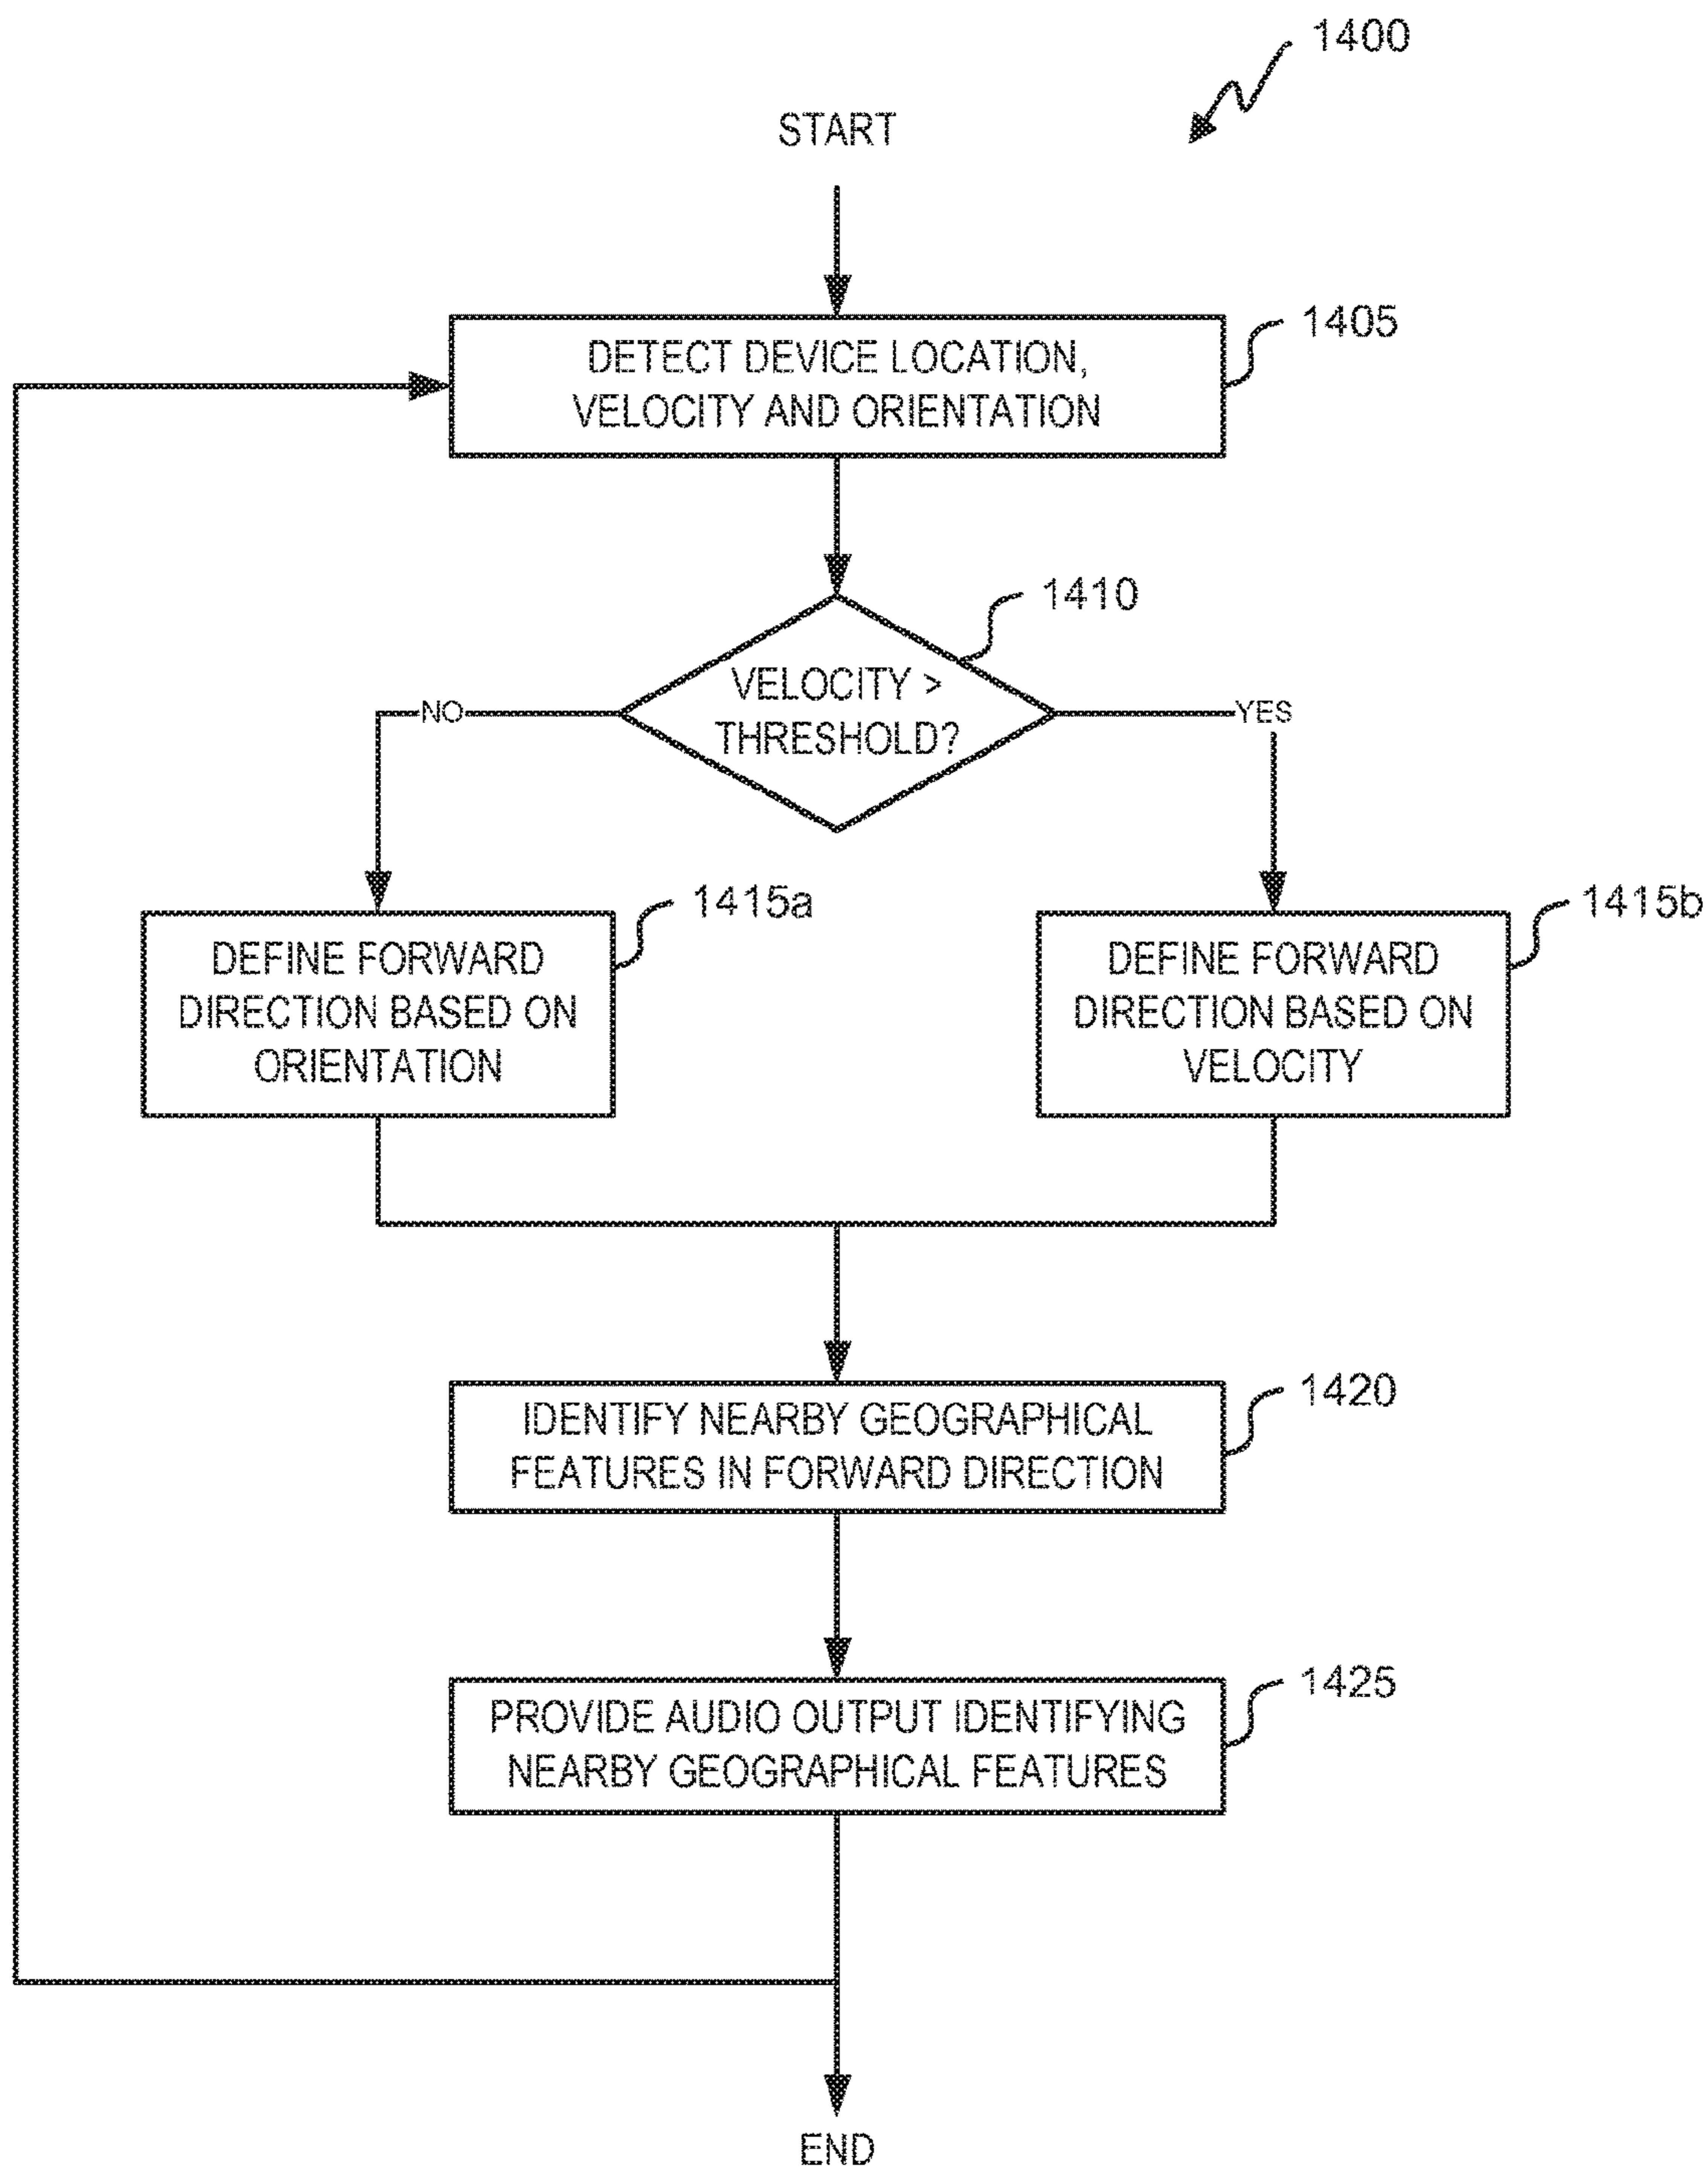 1400
START
DETECT DEVICE LOCATION,
VELOCITY AND ORIENTATION
1405
1410
VELOCITY >
THRESHOLD?
NO
YES
1415a
DEFINE FORWARD
DIRECTION BASED ON
ORIENTATION
1415b
DEFINE FORWARD
DIRECTION BASED ON
VELOCITY
1420
IDENTIFY NEARBY GEOGRAPHICAL
FEATURES IN FORWARD DIRECTION
1425
PROVIDE AUDIO OUTPUT IDENTIFYING
NEARBY GEOGRAPHICAL FEATURES
END